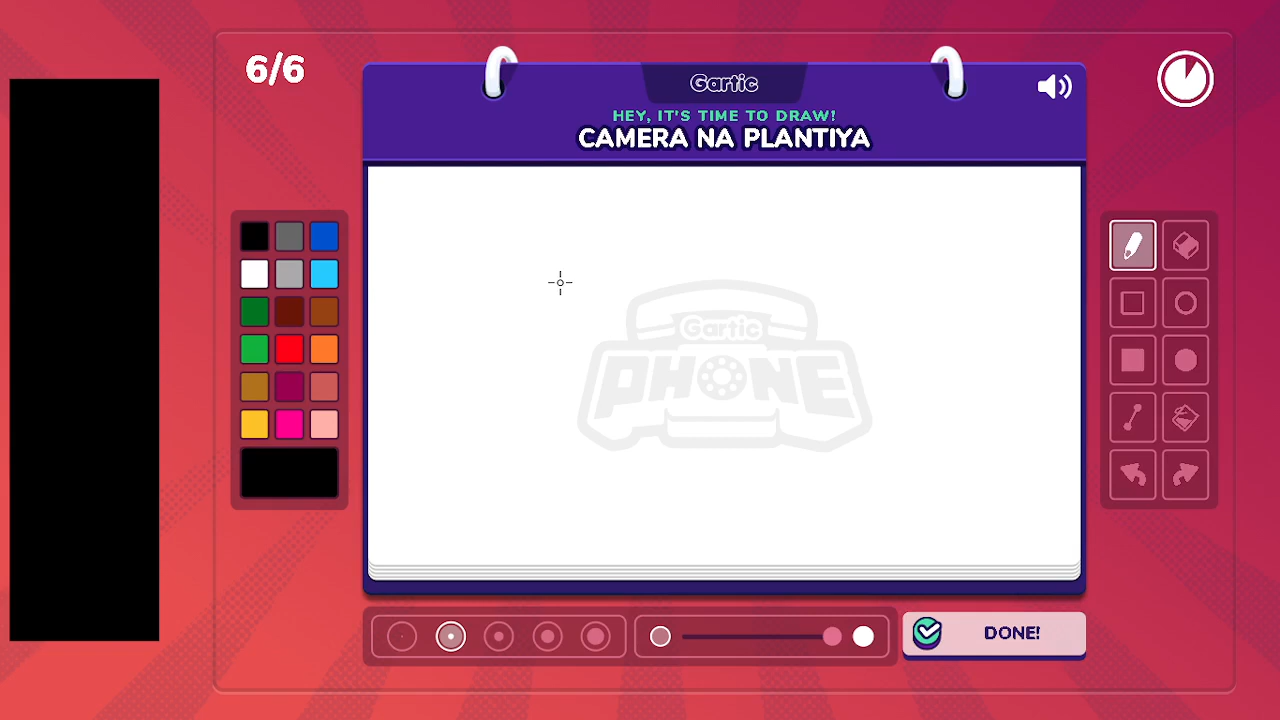 6/6
Gartic
HEY, IT'S TIME TO DRAW!
CAMERA NA PLANTIYA
Gartic
PHONE
DONE!